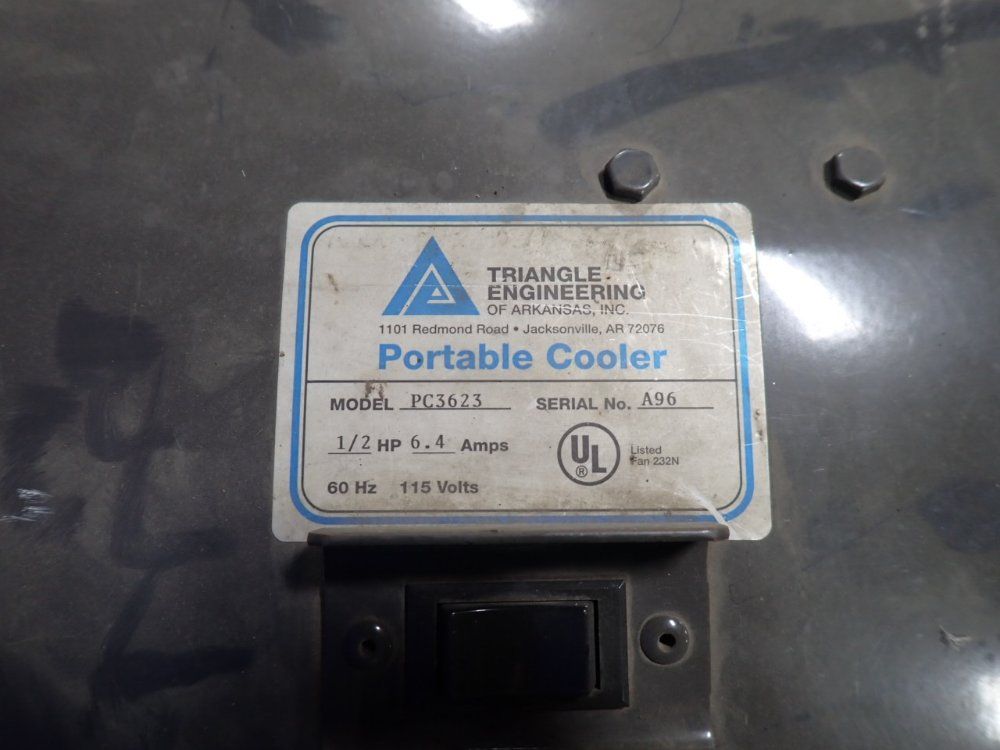 TRIANGLE
ENGINEERING
OF ARKANSAS, INC.
1101 Redmond Road • Jacksonville, AR 72076
Portable Cooler
MODEL PC3623 SERIAL No. A96
1/2 HP 6.4 Amps
UL
®
Listed
Fan 232N
60 Hz 115 Volts